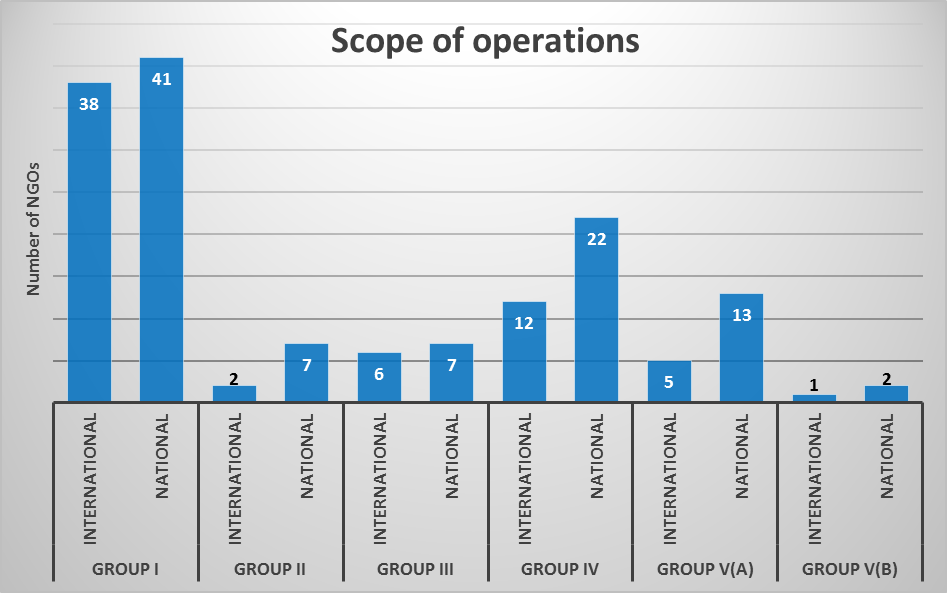 Scope of operations
Number of NGOs
38
41
2
7
6
7
12
22
5
13
1
2
INTERNATIONAL
NATIONAL
INTERNATIONAL
NATIONAL
INTERNATIONAL
NATIONAL
INTERNATIONAL
NATIONAL
INTERNATIONAL
NATIONAL
INTERNATIONAL
NATIONAL
GROUP I
GROUP II
GROUP III
GROUP IV
GROUP V(A)
GROUP V(B)